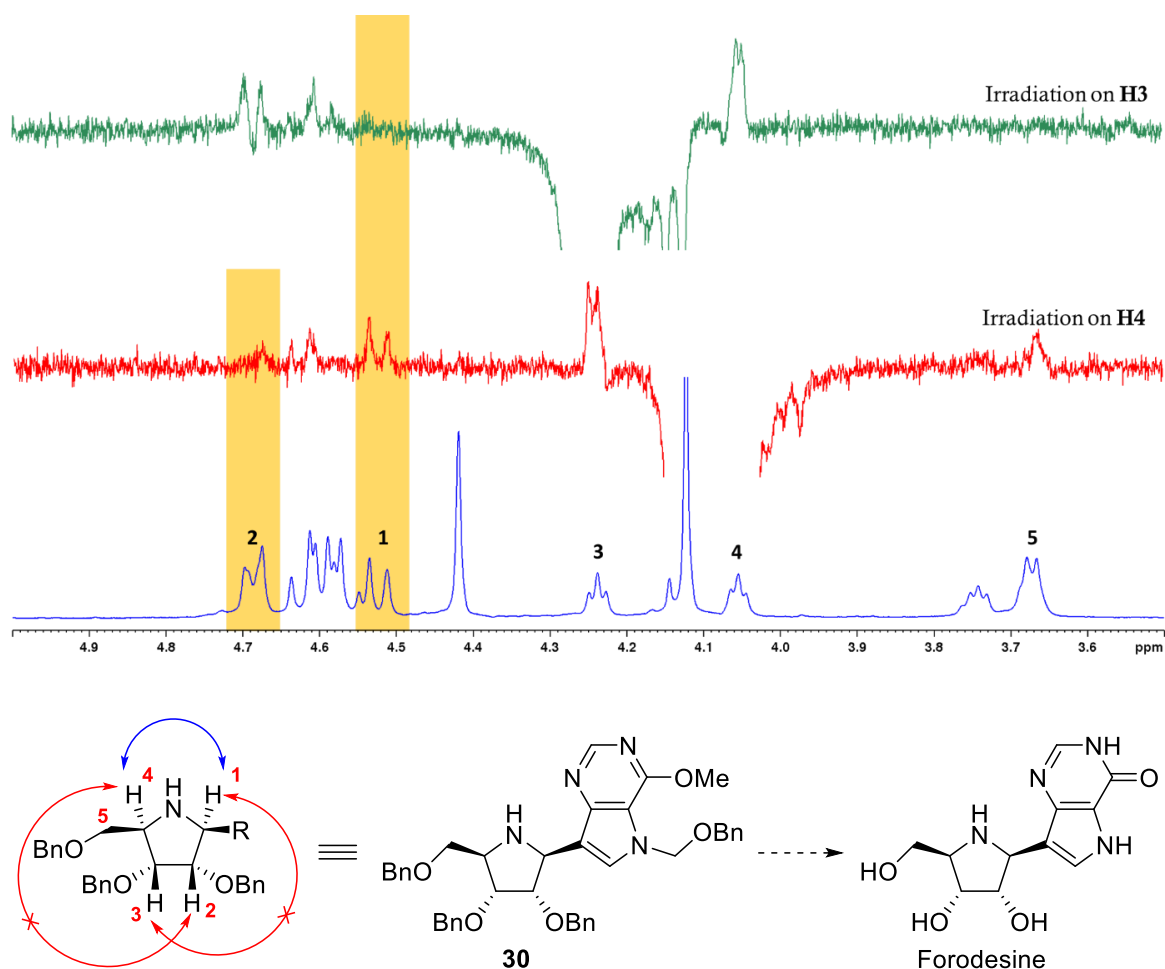 Irradiation on H3
Irradiation on H4
2 1 3 4 5
4.9 4.8 4.7 4.6 4.5 4.4 4.3 4.2 4.1 4.0 3.9 3.8 3.7 3.6 ppm
N N
N NH
OMe
O
4 H 1
H N H
N
N
H
N
H
N
NH
5
R
OBn
BnO
BnO
HO
BnO OBn
H H
3 2
BnO OBn
HO OH
30
Forodesine